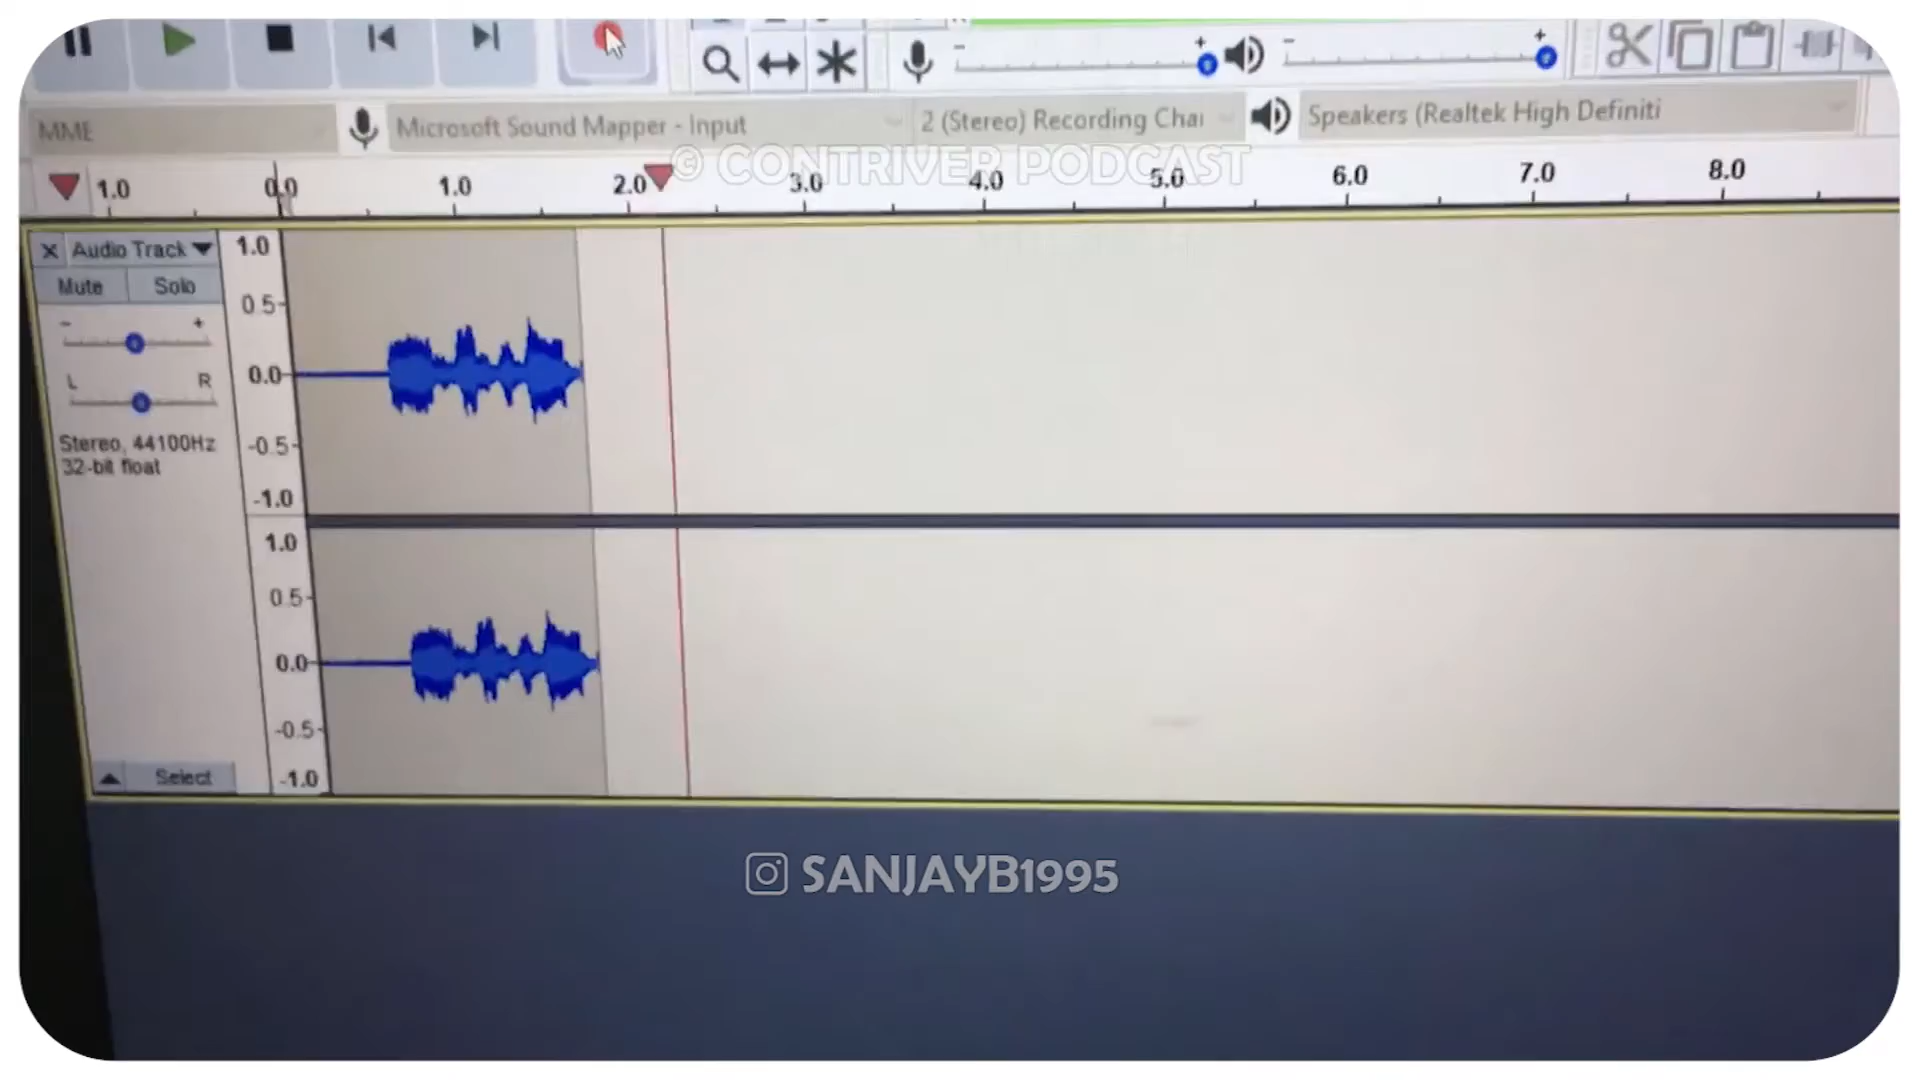 MME Microsoft Sound Mapper - Input 2 (Stereo) Recording Chai Speakers (Realtek High Definiti
© CONTRIVER PODCAST
1.0 0.0 1.0 2.0 3.0 4.0 5.0 6.0 7.0 8.0
X Audio Track 1.0
Mute Solo
0.5
- +
0.0
L R
Stereo, 44100Hz -0.5
32-bit float
-1.0
1.0
0.5
0.0
-0.5
Select -1.0
SANJAYB1995